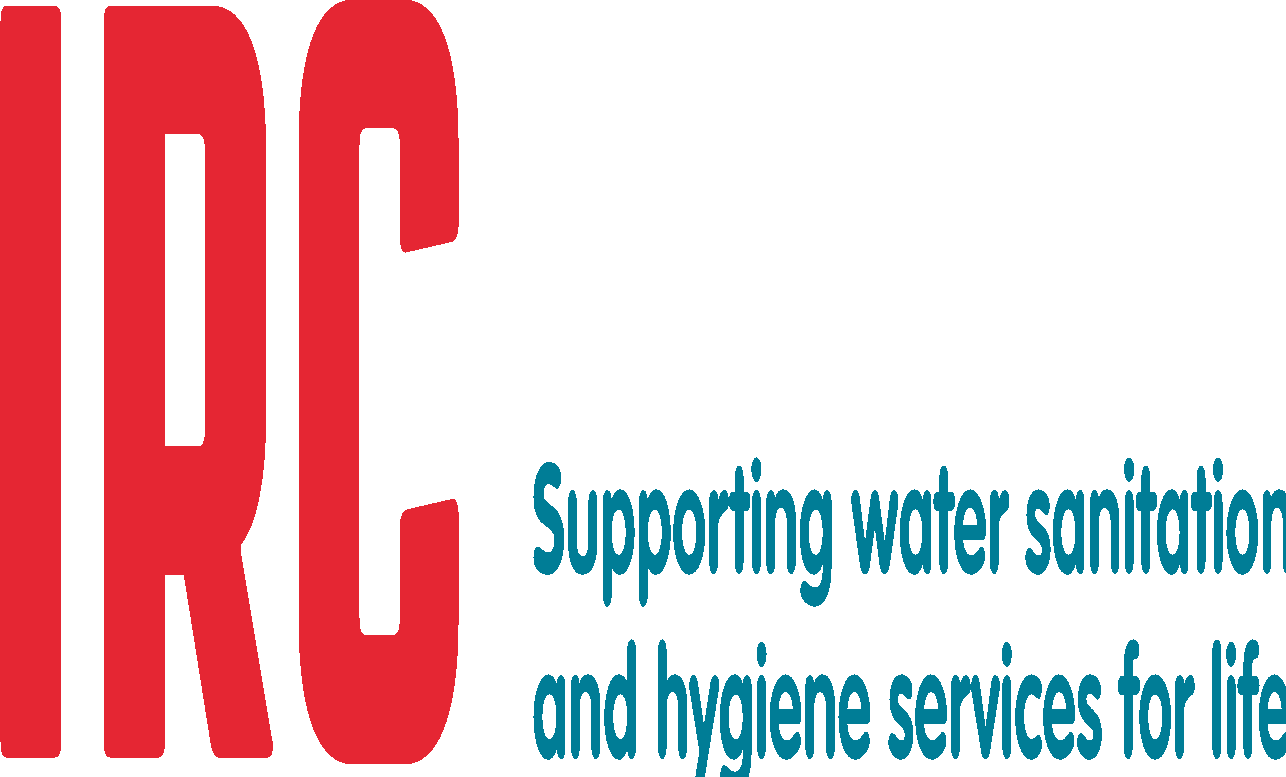 IRC
Supporting water sanitation
and hygiene services for life